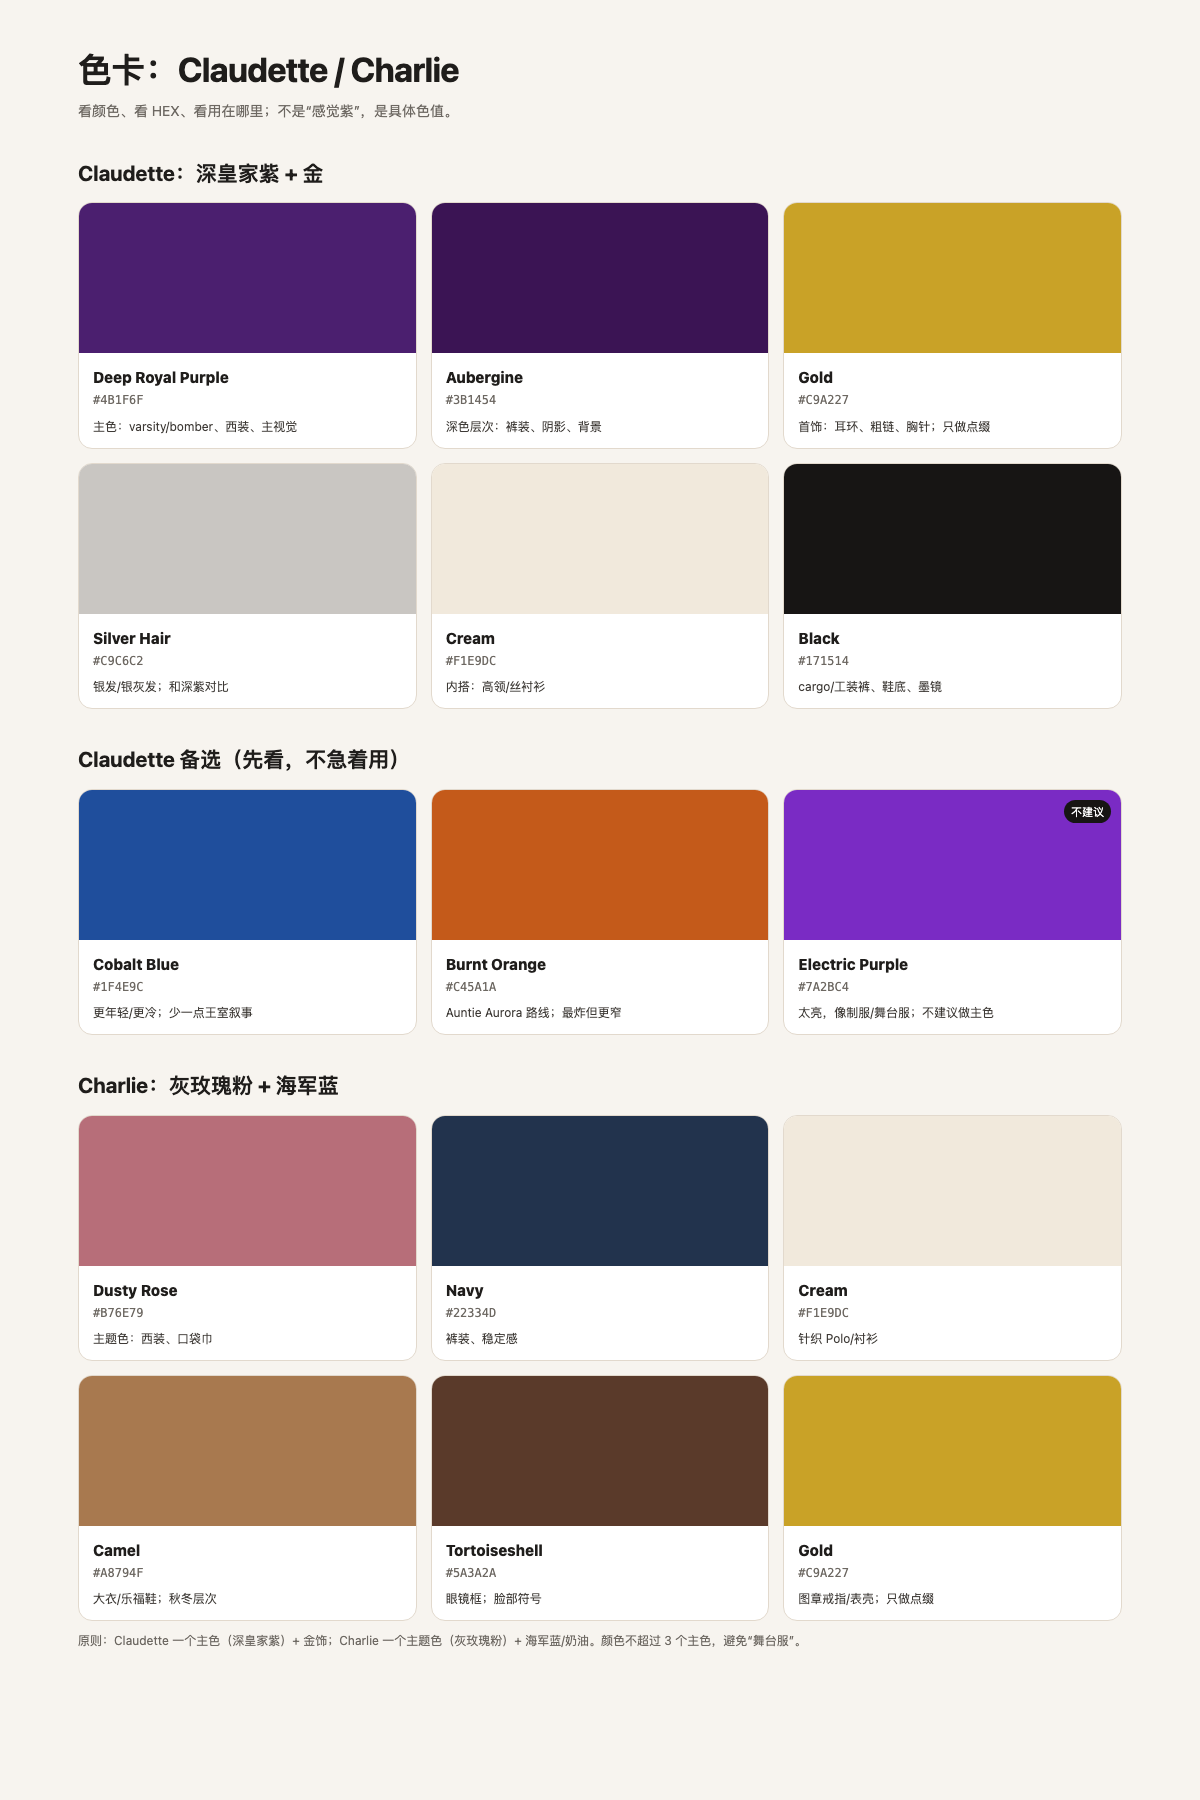 色卡：Claudette / Charlie
看颜色、看 HEX、看用在哪里；不是“感觉紫”，是具体色值。
Claudette：深皇家紫 + 金
Deep Royal Purple
#4B1F6F
主色：varsity/bomber、西装、主视觉
Aubergine
#3B1454
深色层次：裤装、阴影、背景
Gold
#C9A227
首饰：耳环、粗链、胸针；只做点缀
Silver Hair
#C9C6C2
银发/银灰发；和深紫对比
Cream
#F1E9DC
内搭：高领/丝衬衫
Black
#171514
cargo/工装裤、鞋底、墨镜
Claudette 备选（先看，不急着用）
Cobalt Blue
#1F4E9C
更年轻/更冷；少一点王室叙事
Burnt Orange
#C45A1A
Auntie Aurora 路线；最炸但更窄
不建议
Electric Purple
#7A2BC4
太亮，像制服/舞台服；不建议做主色
Charlie：灰玫瑰粉 + 海军蓝
Dusty Rose
#B76E79
主题色：西装、口袋巾
Navy
#22334D
裤装、稳定感
Cream
#F1E9DC
针织 Polo/衬衫
Camel
#A8794F
大衣/乐福鞋；秋冬层次
Tortoiseshell
#5A3A2A
眼镜框；脸部符号
Gold
#C9A227
图章戒指/表壳；只做点缀
原则：Claudette 一个主色（深皇家紫）+ 金饰；Charlie 一个主题色（灰玫瑰粉）+ 海军蓝/奶油。颜色不超过 3 个主色，避免“舞台服”。